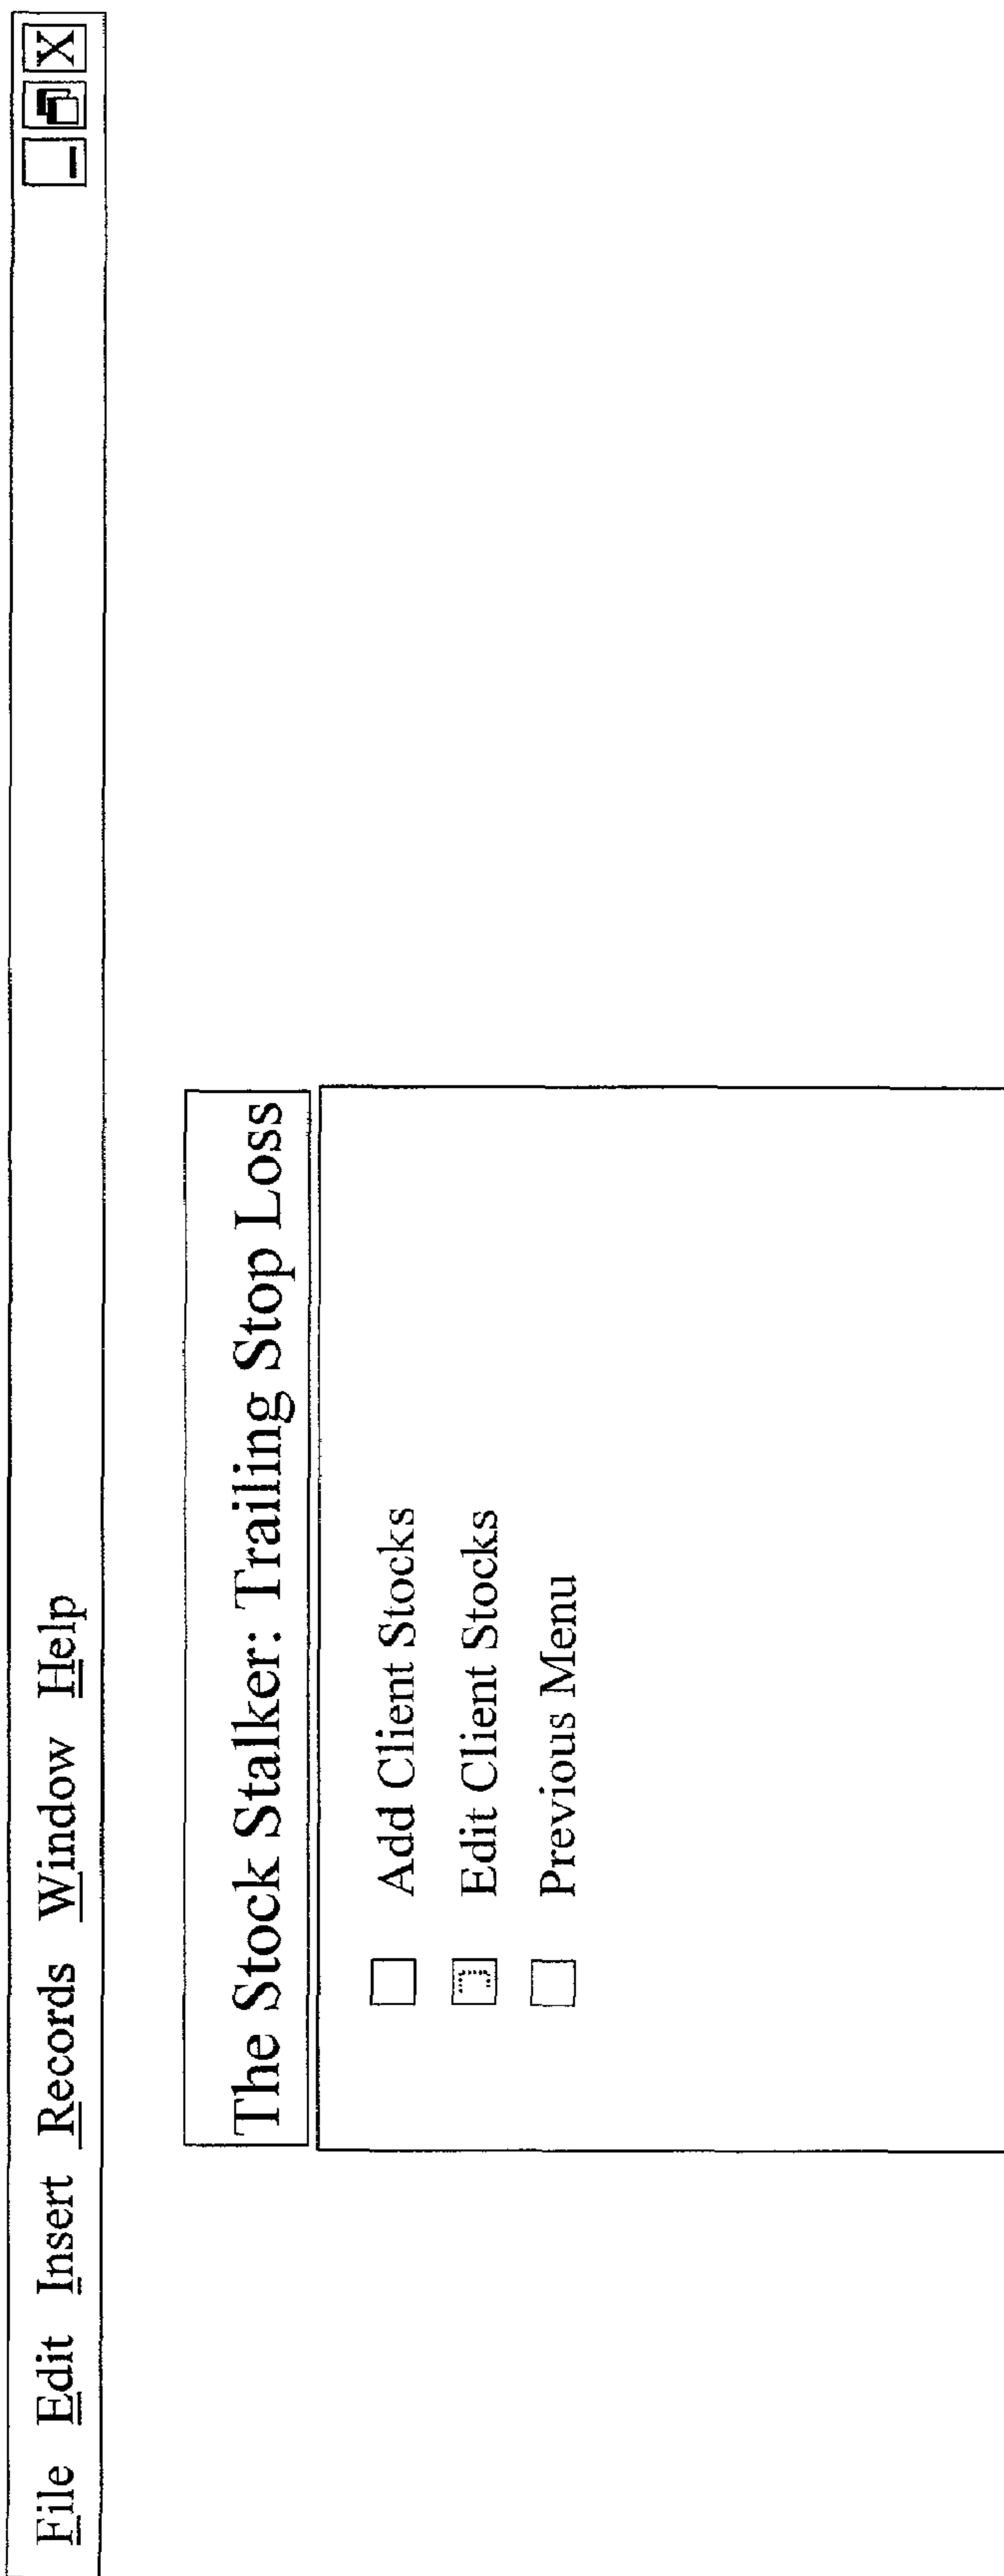 File Edit Insert Records Window Help
The Stock Stalker: Trailing Stop Loss
Add Client Stocks
Edit Client Stocks
Previous Menu